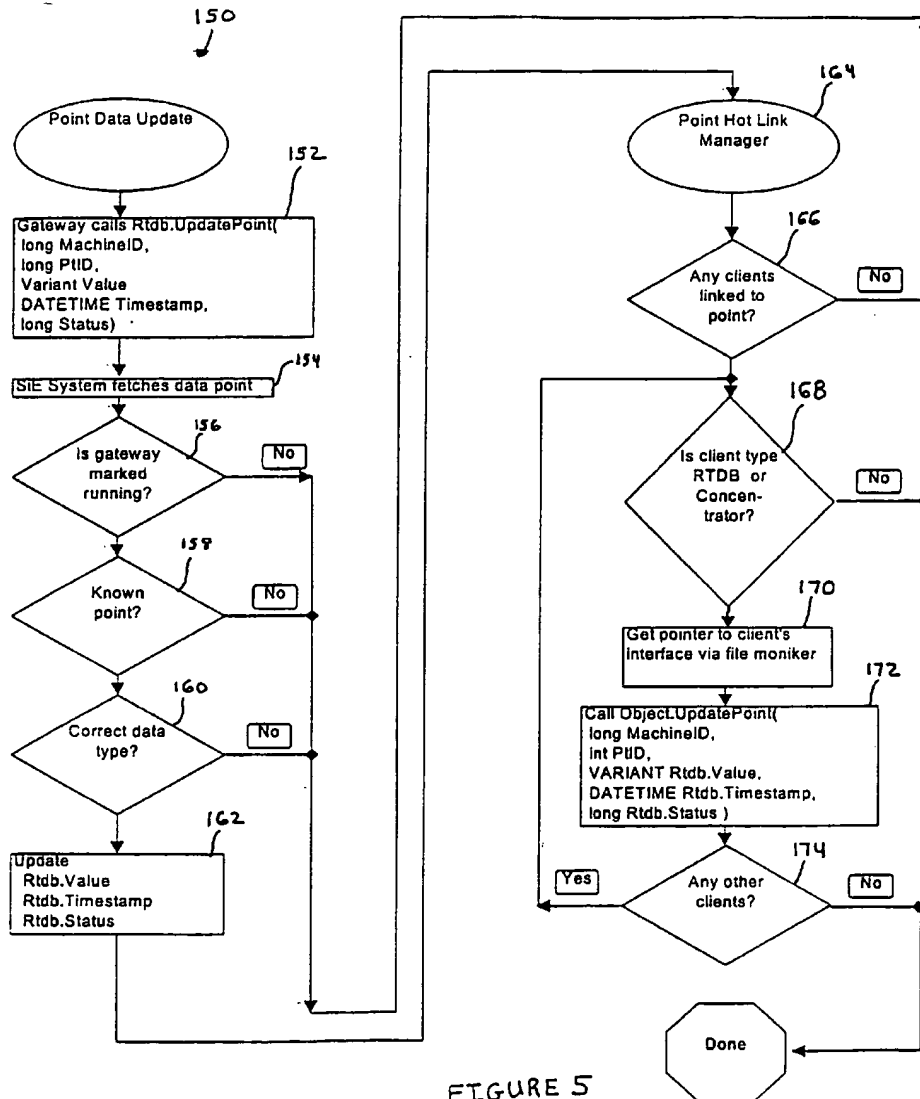 150
Point Data Update
152
Gateway calls Rtdb.UpdatePoint(
long MachineID,
long PtID,
Variant Value
DATETIME Timestamp,
long Status)
154
SiE System fetches data point
156
Is gateway
marked
running?
No
158
Known
point?
No
160
Correct data
type?
No
162
Update
Rtdb.Value
Rtdb.Timestamp
Rtdb.Status
164
Point Hot Link
Manager
166
Any clients
linked to
point?
No
168
Is client type
RTDB or
Concen-
trator?
No
170
Get pointer to client's
interface via file moniker
172
Call Object.UpdatePoint(
long MachineID,
int PtID,
VARIANT Rtdb.Value,
DATETIME Rtdb.Timestamp,
long Rtdb.Status )
174
Any other
clients?
Yes
No
Done
FIGURE 5